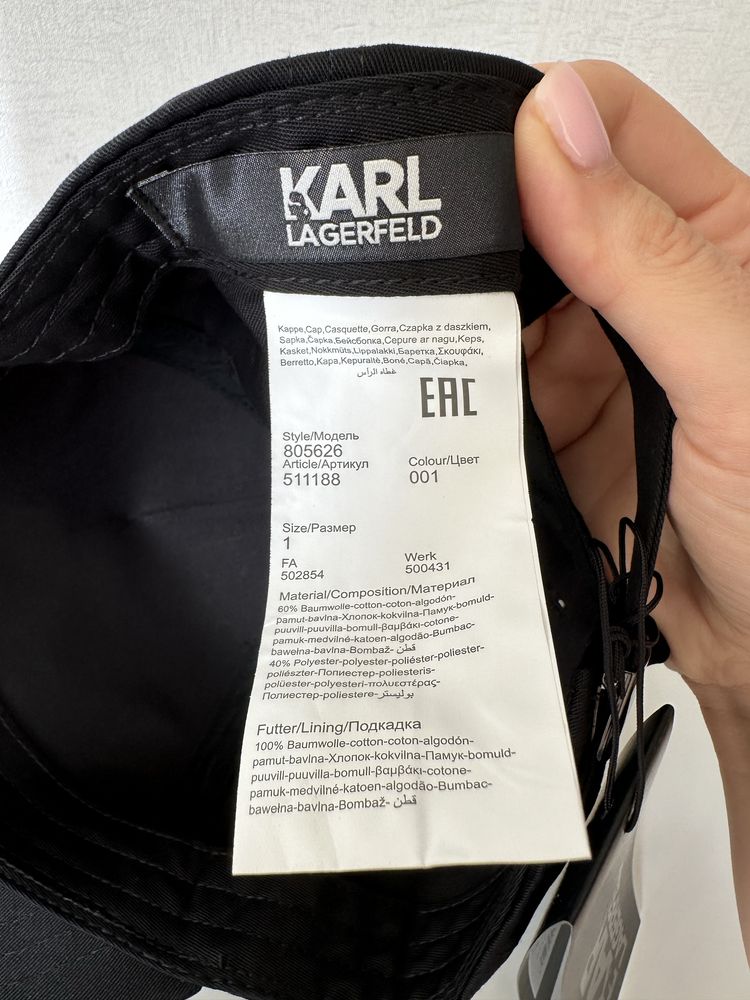 KARL
LAGERFELD
Kappe,Cap,Casquette,Gorra,Czapka z daszkiem,
Sapka,Čapka,Бейсболка,Cepure ar nagu,Keps,
Kasket,Nokkmüts,Lippalakki,Баретка,Σκουφάκι,
Berretto,Kapa,Kepuraitė,Boné,Capă,Čiapka,
غطاء الرأس
EAC
Style/Модель
805626
Article/Артикул
511188
Colour/Цвет
001
Size/Размер
1
FA
502854
Werk
500431
Material/Composition/Материал
60% Baumwolle-cotton-coton-algodón-
pamut-bavlna-Хлопок-kokvilna-Памук-bomuld-
puuvill-puuvilla-bomull-βαμβάκι-cotone-
pamuk-medvilnė-katoen-algodão-Bumbac-
bawełna-bavlna-Bombaž- قطن
40% Polyester-polyester-poliéster-poliester-
poliészter-Полиестер-poliesteris-
polüester-polyesteri-πολυεστέρας-
Полиестер-poliestere-بوليستر
Futter/Lining/Подкадка
100% Baumwolle-cotton-coton-algodón-
pamut-bavlna-Хлопок-kokvilna-Памук-bomuld-
puuvill-puuvilla-bomull-βαμβάκι-cotone-
pamuk-medvilnė-katoen-algodão-Bumbac-
bawełna-bavlna-Bombaž- قطن